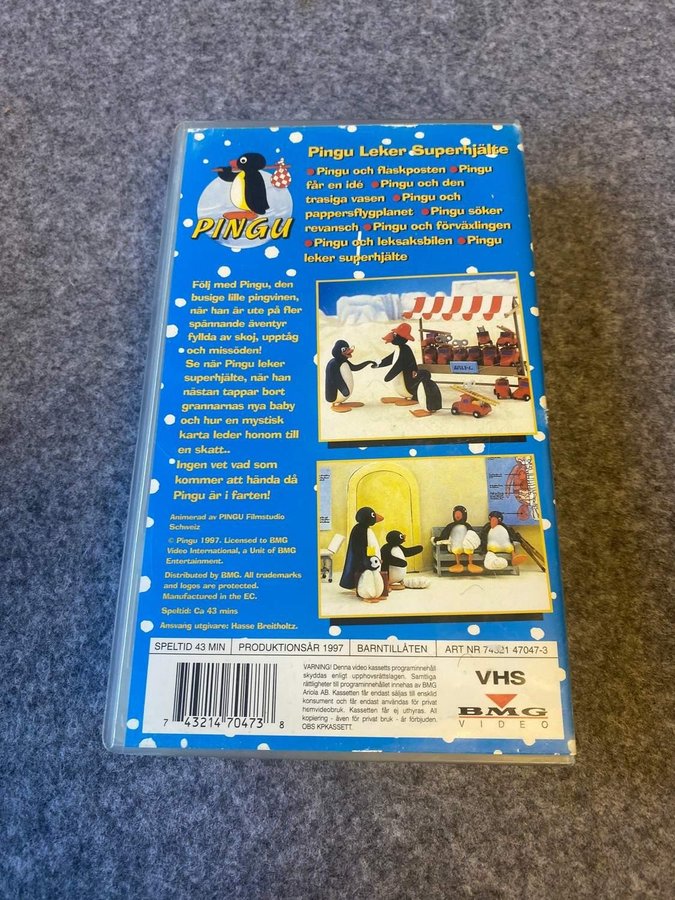 PINGU
Pingu Leker Superhjälte
• Pingu och flaskposten • Pingu
får en idé • Pingu och den
trasiga vasen • Pingu och
pappersflygplanet • Pingu söker
revansch • Pingu och förväxlingen
• Pingu och leksaksbilen • Pingu
leker superhjälte
Följ med Pingu, den
busige lille pingvinen,
när han är ute på fler
spännande äventyr
fyllda av skoj, upptåg
och missöden!
Se när Pingu leker
superhjälte, när han
nästan tappar bort
grannarnas nya baby
och hur en mystisk
karta leder honom till
en skatt..
Ingen vet vad som
kommer att hända då
Pingu är i farten!
Animerad av PINGU Filmstudio
Schweiz
© Pingu 1997. Licensed to BMG
Video International, a Unit of BMG
Entertainment.
Distributed by BMG. All trademarks
and logos are protected.
Manufactured in the EC.
Speltid: Ca 43 mins
Ansvarig utgivare: Hasse Breitholtz.
SPELTID 43 MIN
PRODUKTIONSÅR 1997
BARNTILLÅTEN
ART NR 74321 47047-3
7 43214 70473 8
VARNING! Denna video kassetts programinnehåll
skyddas enligt upphovsrättslagen. Samtliga
rättigheter till programinnehållet innehas av BMG
Ariola AB. Kassetten får endast säljas till enskild
konsument och får endast användas för privat
hemvideobruk. Kassetten får ej uthyras. All
kopiering - även för privat bruk - är förbjuden.
OBS KPKASSETT.
VHS
BMG
VIDEO